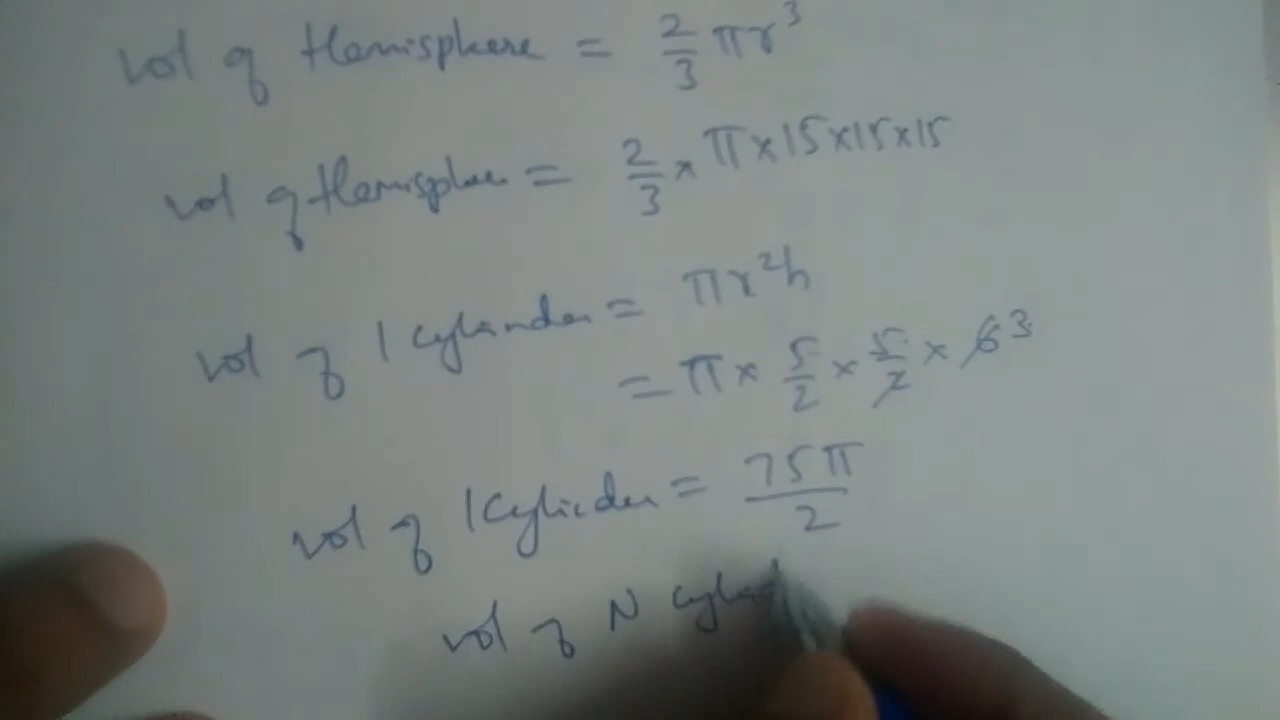 vol of Hemisphere = 2/3 πr³
vol of Hemisphere = 2/3 × π×15×15×15
vol of 1 Cylinder = πr²h
= π × 5/2 × 5/2 × 6 3
vol of 1 Cylinder = 75π/2
vol of N Cylin